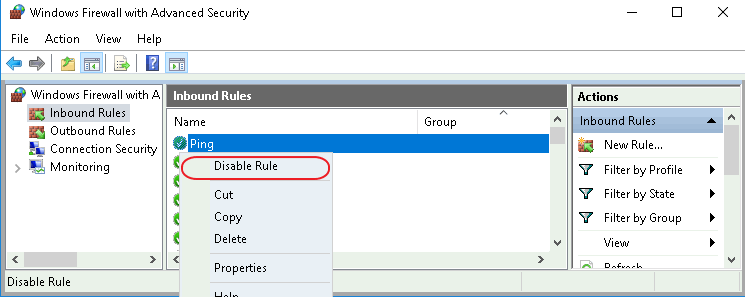 Windows Firewall with Advanced Security
File Action View Help
Windows Firewall with A
Inbound Rules
Outbound Rules
Connection Security
Monitoring
Inbound Rules
Name Group
Ping
Disable Rule
Cut
Copy
Delete
Properties
Help
Actions
Inbound Rules
New Rule...
Filter by Profile
Filter by State
Filter by Group
View
Refresh
Disable Rule